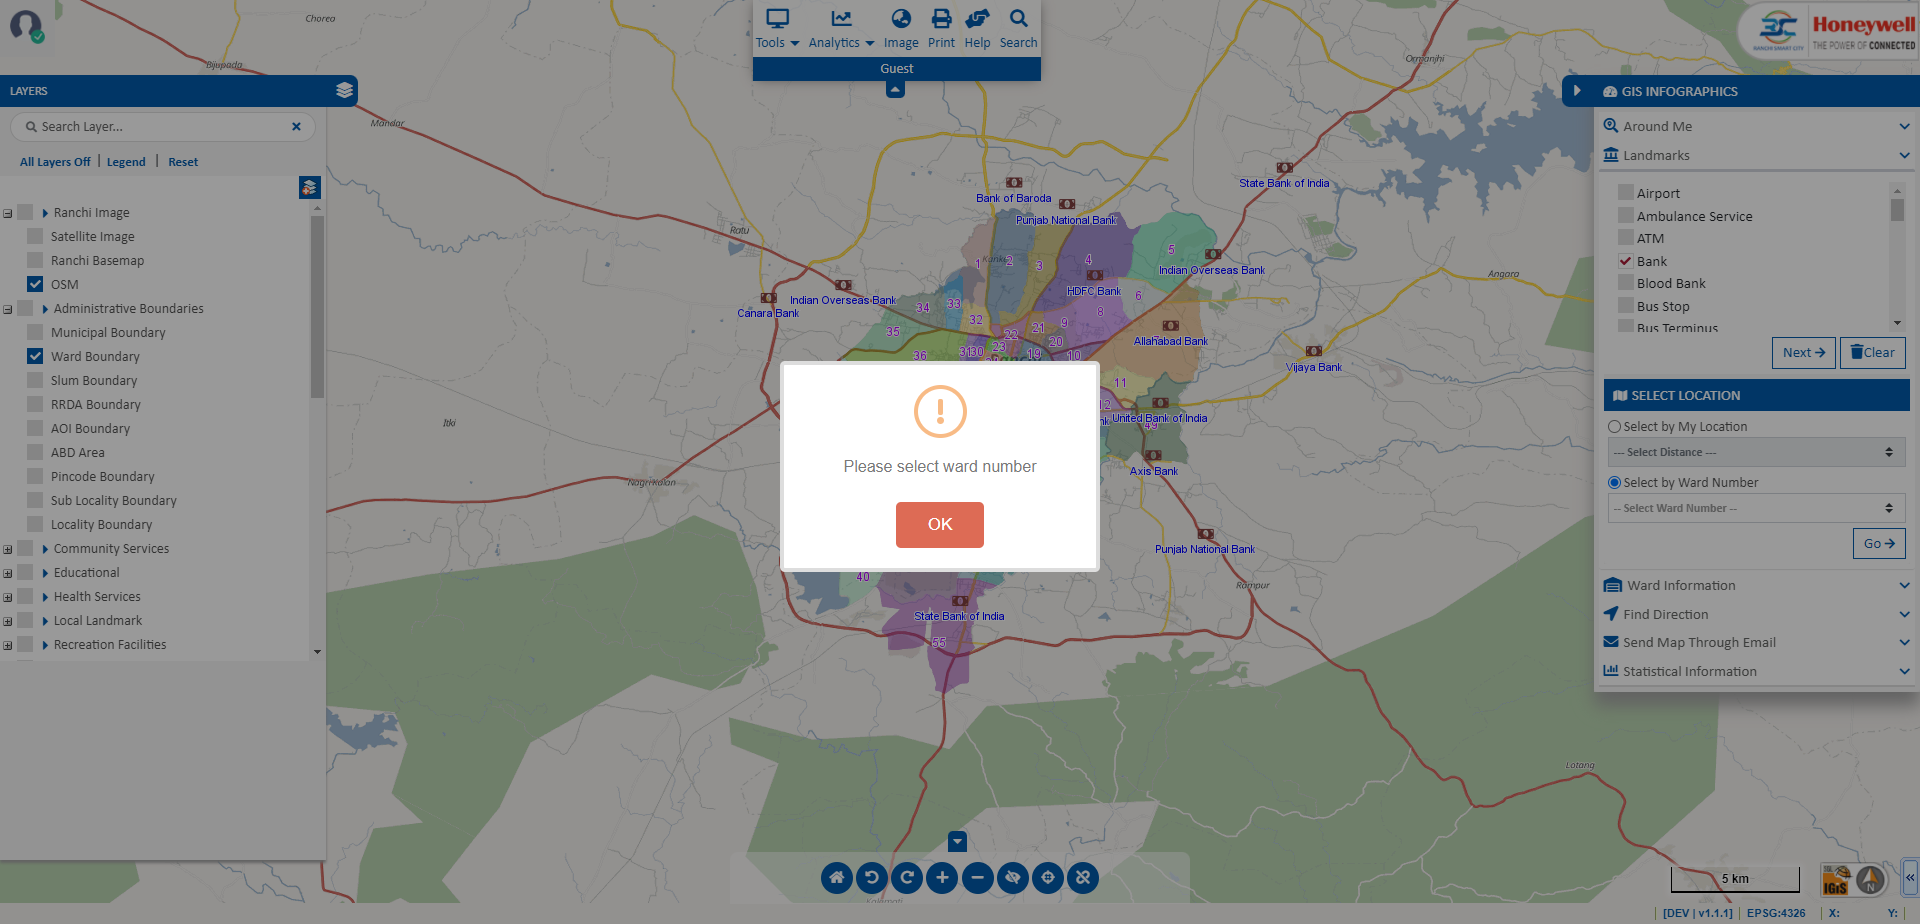 Chorea
Tools
Analytics
Image
Print
Help
Search
Guest
RANCHI SMART CITY
Honeywell
THE POWER OF CONNECTED
Bijupada
Ormanjhi
LAYERS
GIS INFOGRAPHICS
Search Layer...
Around Me
Mandar
Landmarks
All Layers Off
Legend
Reset
State Bank of India
Bank of Baroda
Airport
Punjab National Bank
Ambulance Service
Ranchi Image
Ratu
ATM
Satellite Image
Ranchi Basemap
Bank
OSM
Blood Bank
Administrative Boundaries
Bus Stop
Municipal Boundary
Bus Terminus
Ward Boundary
Next
Clear
Slum Boundary
RRDA Boundary
SELECT LOCATION
AOI Boundary
Select by My Location
ABD Area
--- Select Distance ---
Pincode Boundary
Select by Ward Number
Sub Locality Boundary
-- Select Ward Number --
Locality Boundary
Go
Community Services
Educational
Ward Information
Health Services
Find Direction
Local Landmark
Send Map Through Email
Recreation Facilities
Statistical Information
1
2
3
4
5
Kanke
Indian Overseas Bank
HDFC Bank
6
Angara
Indian Overseas Bank
Canara Bank
34
33
32
35
22
21
9
8
Allahabad Bank
36
31
30
23
19
20
10
Vijaya Bank
11
12
United Bank of India
49
Itki
Axis Bank
Nagri Kalan
Please select ward number
OK
Punjab National Bank
40
Rampur
State Bank of India
55
Lotang
Kalamati
5 km
IGiS
N
[DEV | v1.1.1]
EPSG:4326
X:
Y: